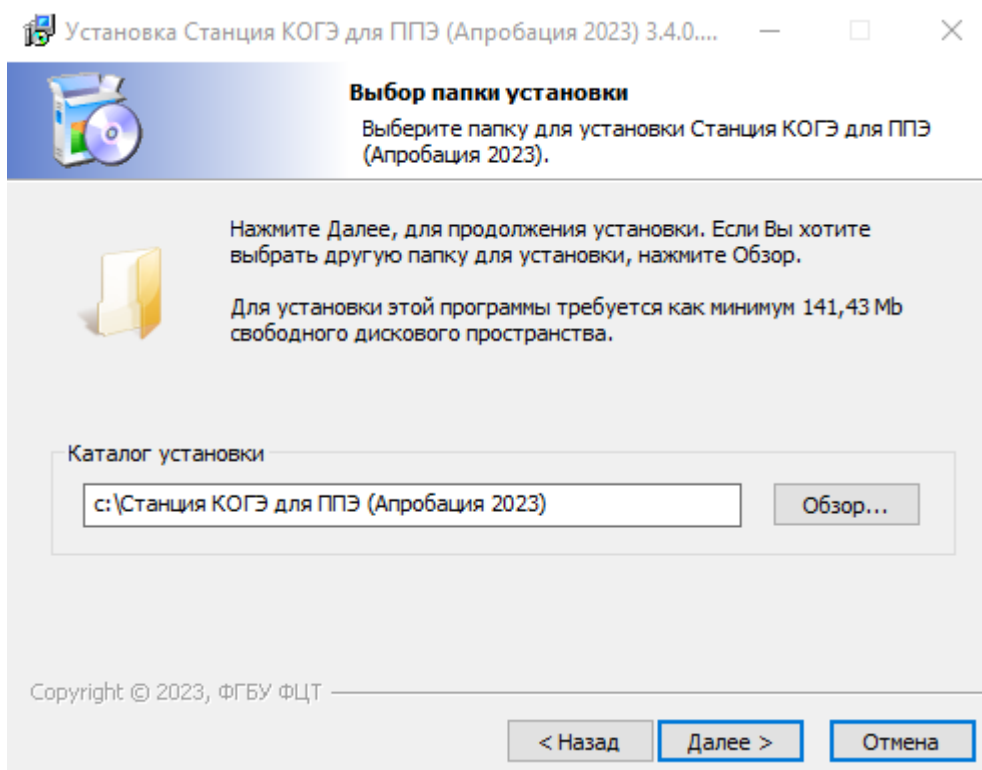 Установка Станция КОГЭ для ППЭ (Апробация 2023) 3.4.0....
Выбор папки установки
Выберите папку для установки Станция КОГЭ для ППЭ
(Апробация 2023).
Нажмите Далее, для продолжения установки. Если Вы хотите
выбрать другую папку для установки, нажмите Обзор.
Для установки этой программы требуется как минимум 141,43 Mb
свободного дискового пространства.
Каталог установки
c:\Станция КОГЭ для ППЭ (Апробация 2023)
Обзор...
Copyright © 2023, ФГБУ ФЦТ
< Назад
Далее >
Отмена